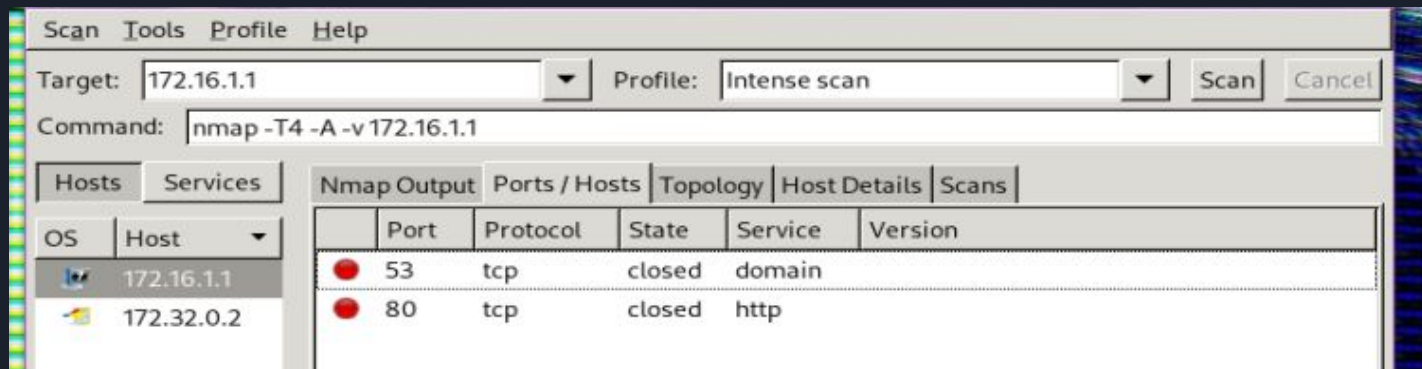 Scan Tools Profile Help
Target: 172.16.1.1 Profile: Intense scan Scan Cancel
Command: nmap -T4 -A -v 172.16.1.1
Hosts Services Nmap Output Ports / Hosts Topology Host Details Scans
OS Host Port Protocol State Service Version
172.16.1.1 53 tcp closed domain
172.32.0.2 80 tcp closed http